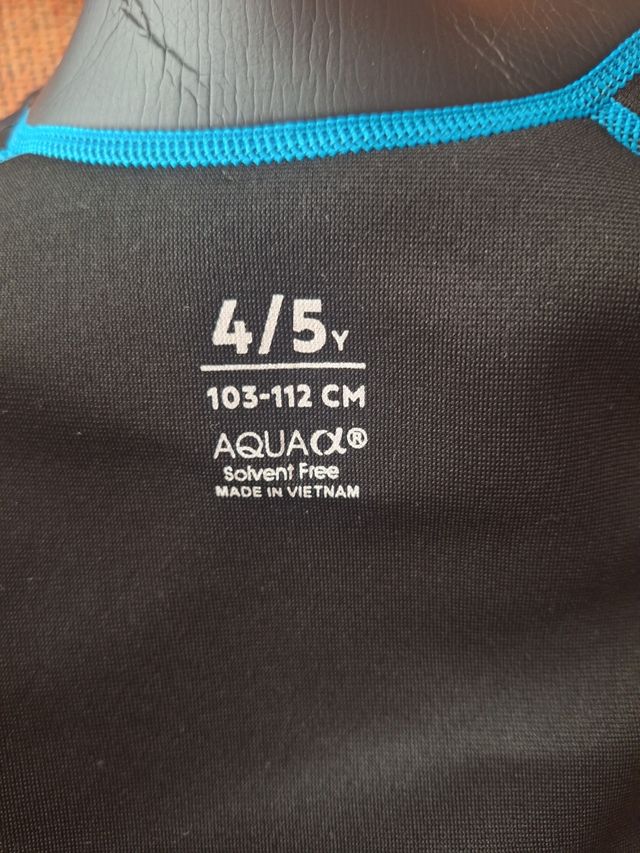 4/5Y
103-112 CM
AQUAα®
Solvent Free
MADE IN VIETNAM